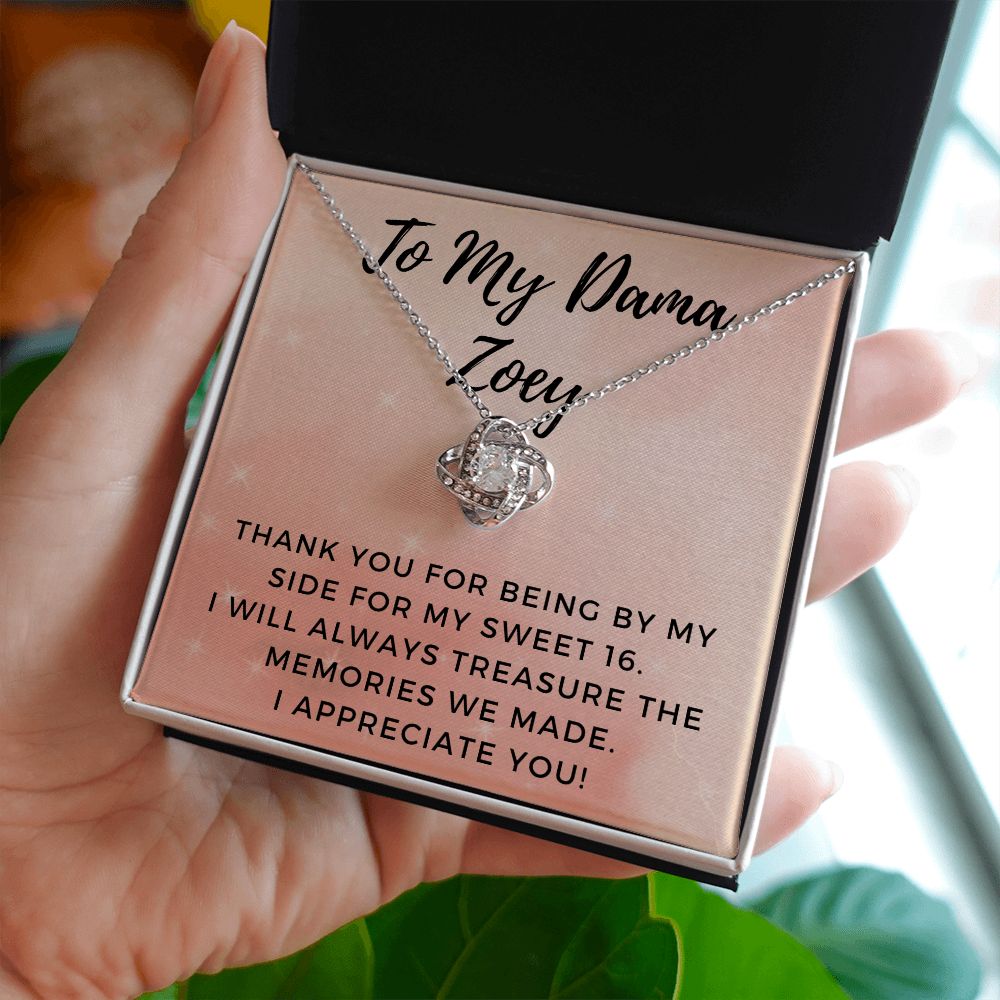 To My Dama
Zoey
THANK YOU FOR BEING BY MY
SIDE FOR MY SWEET 16.
I WILL ALWAYS TREASURE THE
MEMORIES WE MADE.
I APPRECIATE YOU!